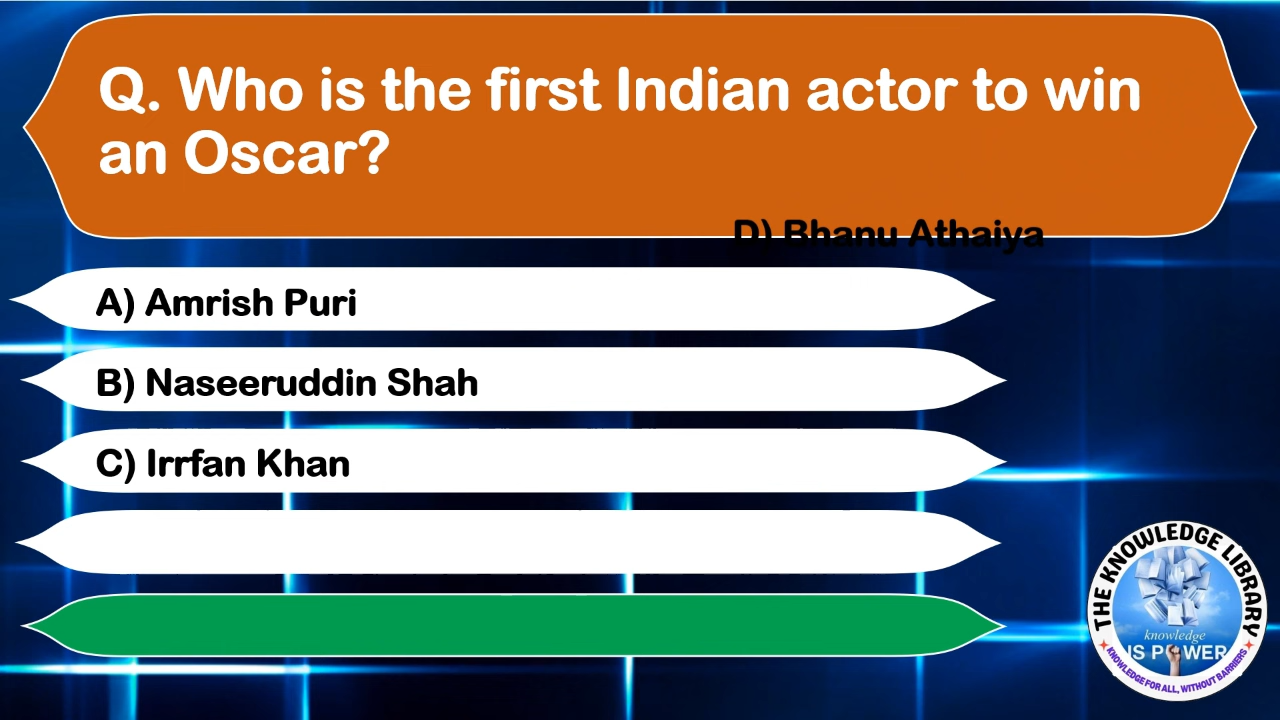 Q. Who is the first Indian actor to win
an Oscar?
D) Bhanu Athaiya
A) Amrish Puri
B) Naseeruddin Shah
C) Irrfan Khan
THE KNOWLEDGE LIBRARY
knowledge
IS POWER
KNOWLEDGE FOR ALL, WITHOUT BARRIERS